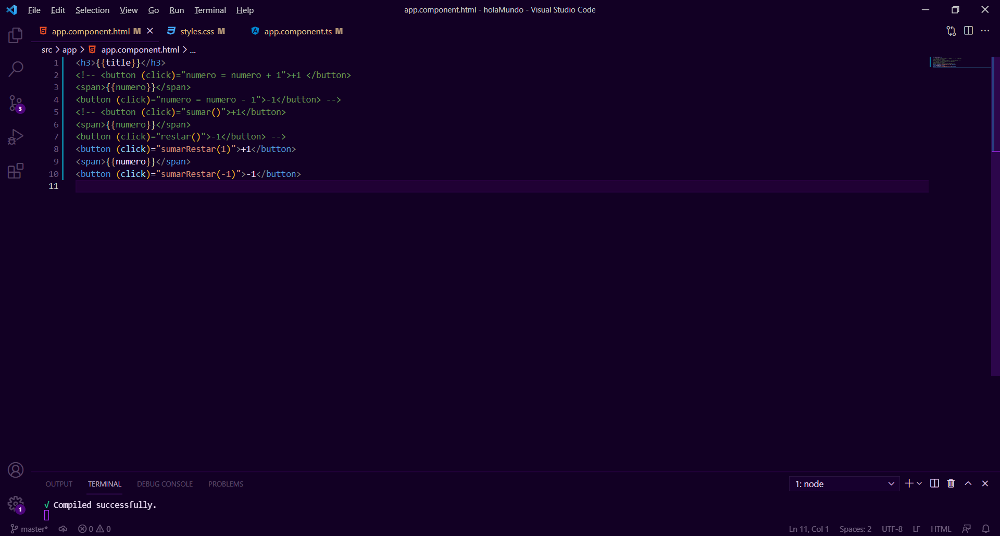 File Edit Selection View Go Run Terminal Help app.component.html - holaMundo - Visual Studio Code
app.component.html M styles.css M app.component.ts M
src > app > app.component.html > ...
1 <h3>{{title}}</h3>
2 <!-- <button (click)="numero = numero + 1">+1 </button>
3 <span>{{numero}}</span>
4 <button (click)="numero = numero - 1">-1</button> -->
5 <!-- <button (click)="sumar()">+1</button>
6 <span>{{numero}}</span>
7 <button (click)="restar()">-1</button> -->
8 <button (click)="sumarRestar(1)">+1</button>
9 <span>{{numero}}</span>
10 <button (click)="sumarRestar(-1)">-1</button>
11
3
OUTPUT TERMINAL DEBUG CONSOLE PROBLEMS 1: node
√ Compiled successfully.
1
master* 0 0 Ln 11, Col 1 Spaces: 2 UTF-8 LF HTML